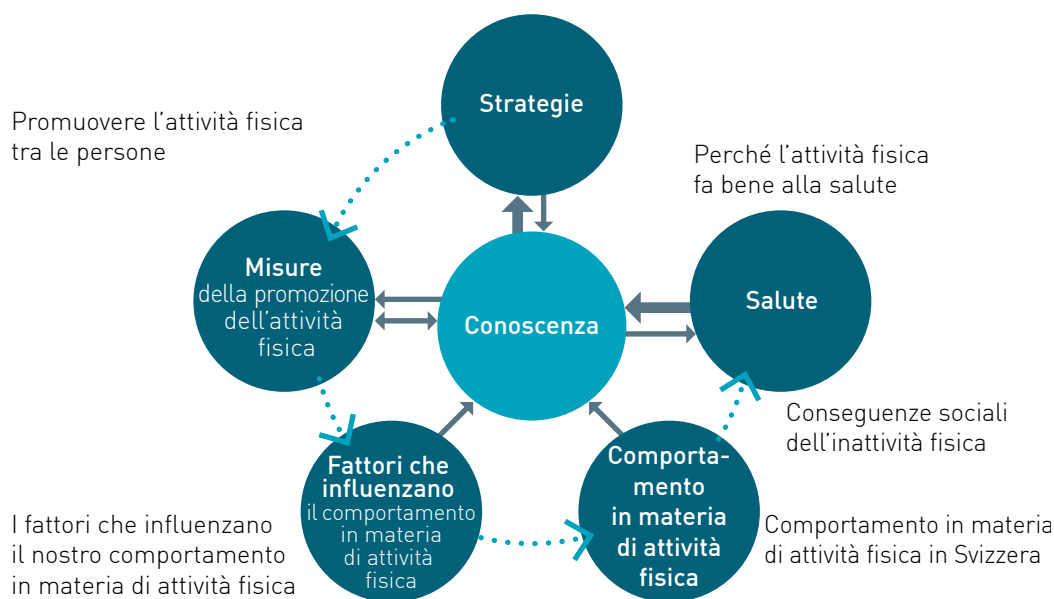 Strategie
Promuovere l'attività fisica
tra le persone
Perché l'attività fisica
fa bene alla salute
Misure
della promozione
dell'attività
fisica
Conoscenza
Salute
Conseguenze sociali
dell'inattività fisica
Fattori che
influenzano
il comportamento
in materia
di attività
fisica
Comporta-
mento
in materia
di attività
fisica
I fattori che influenzano
il nostro comportamento
in materia di attività fisica
Comportamento in materia
di attività fisica in Svizzera